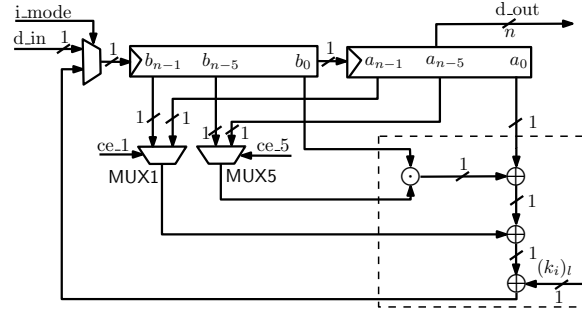 i_mode
d_out
d_in
1
1
b_{n-1} b_{n-5} b_0
1
a_{n-1} a_{n-5} a_0
n
1 1
1 1
1
ce_1
ce_5
MUX1
MUX5
1
1
1
(k_i)_l
1